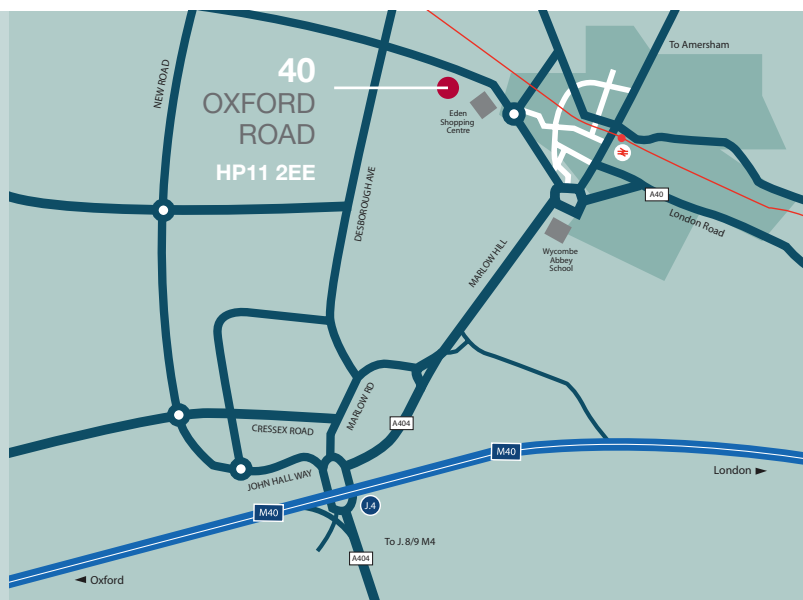 To Amersham
NEW ROAD
40
OXFORD
ROAD
HP11 2EE
Eden
Shopping
Centre
DESBOROUGH AVE
A40
London Road
Wycombe
Abbey
School
MARLOW HILL
MARLOW RD
A404
CRESSEX ROAD
M40
London
JOHN HALL WAY
M40
J.4
To J. 8/9 M4
A404
Oxford